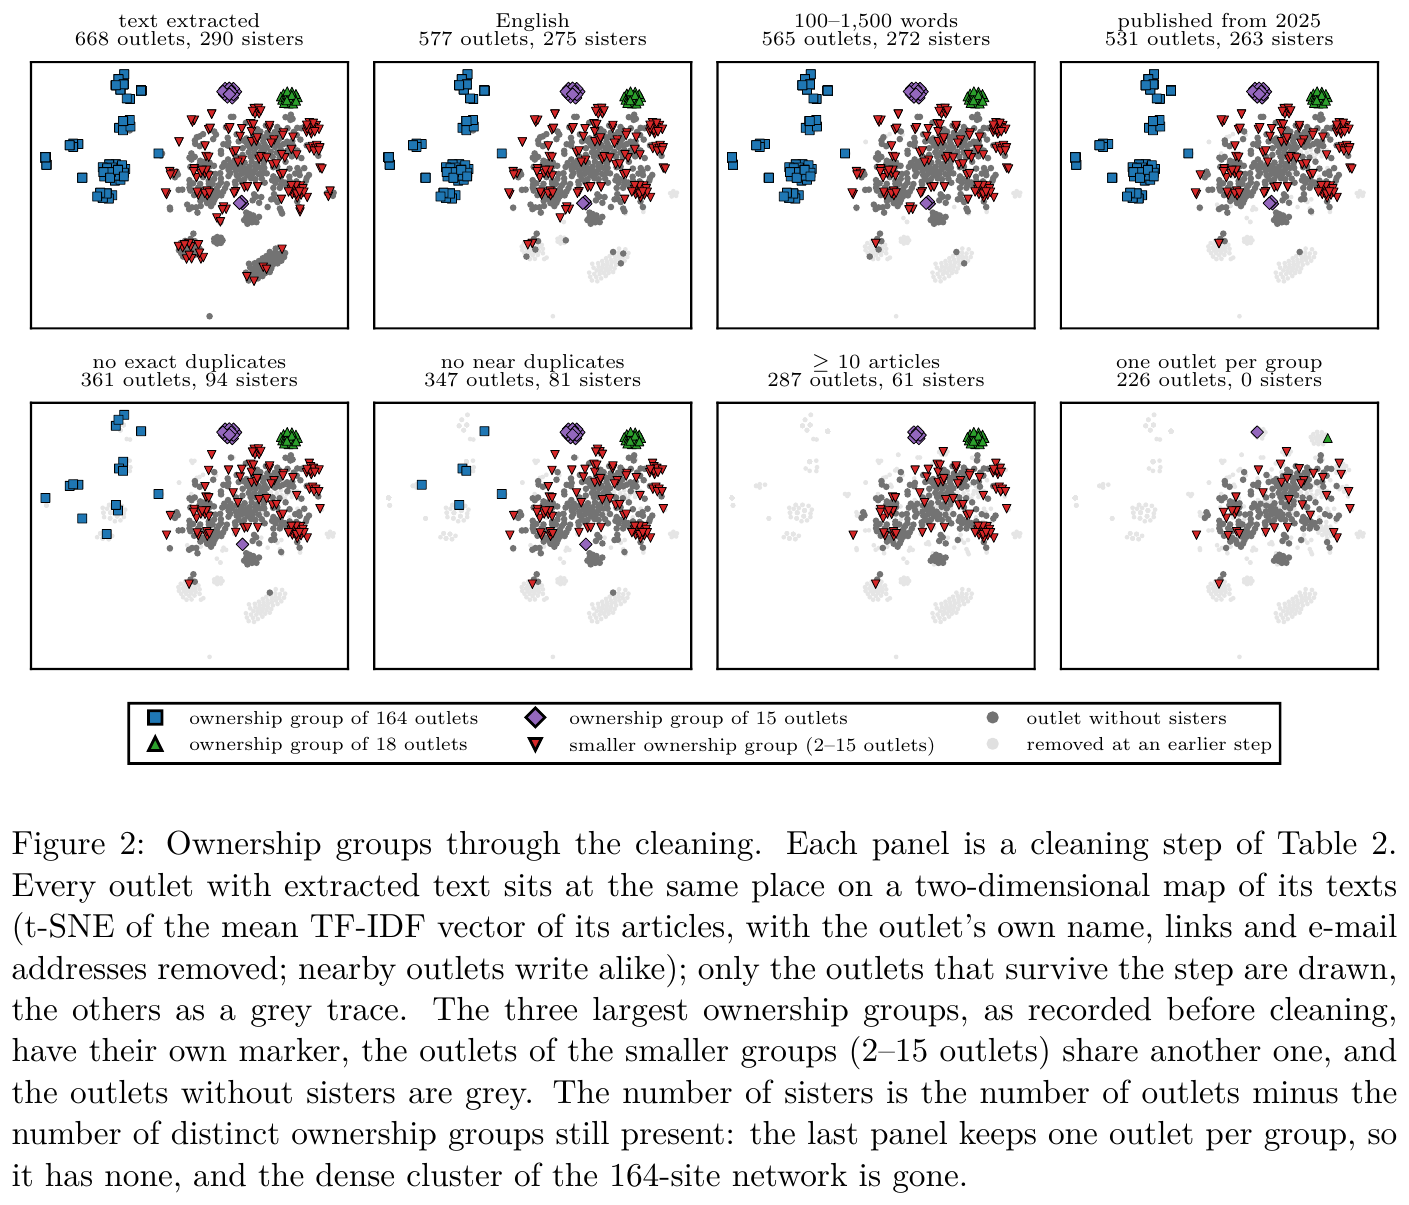 text extracted
668 outlets, 290 sisters
English
577 outlets, 275 sisters
100–1,500 words
565 outlets, 272 sisters
published from 2025
531 outlets, 263 sisters
no exact duplicates
361 outlets, 94 sisters
no near duplicates
347 outlets, 81 sisters
≥ 10 articles
287 outlets, 61 sisters
one outlet per group
226 outlets, 0 sisters
ownership group of 164 outlets
ownership group of 18 outlets
ownership group of 15 outlets
smaller ownership group (2–15 outlets)
outlet without sisters
removed at an earlier step
Figure 2: Ownership groups through the cleaning. Each panel is a cleaning step of Table 2.
Every outlet with extracted text sits at the same place on a two-dimensional map of its texts
(t-SNE of the mean TF-IDF vector of its articles, with the outlet's own name, links and e-mail
addresses removed; nearby outlets write alike); only the outlets that survive the step are drawn,
the others as a grey trace. The three largest ownership groups, as recorded before cleaning,
have their own marker, the outlets of the smaller groups (2–15 outlets) share another one, and
the outlets without sisters are grey. The number of sisters is the number of outlets minus the
number of distinct ownership groups still present: the last panel keeps one outlet per group, so
it has none, and the dense cluster of the 164-site network is gone.